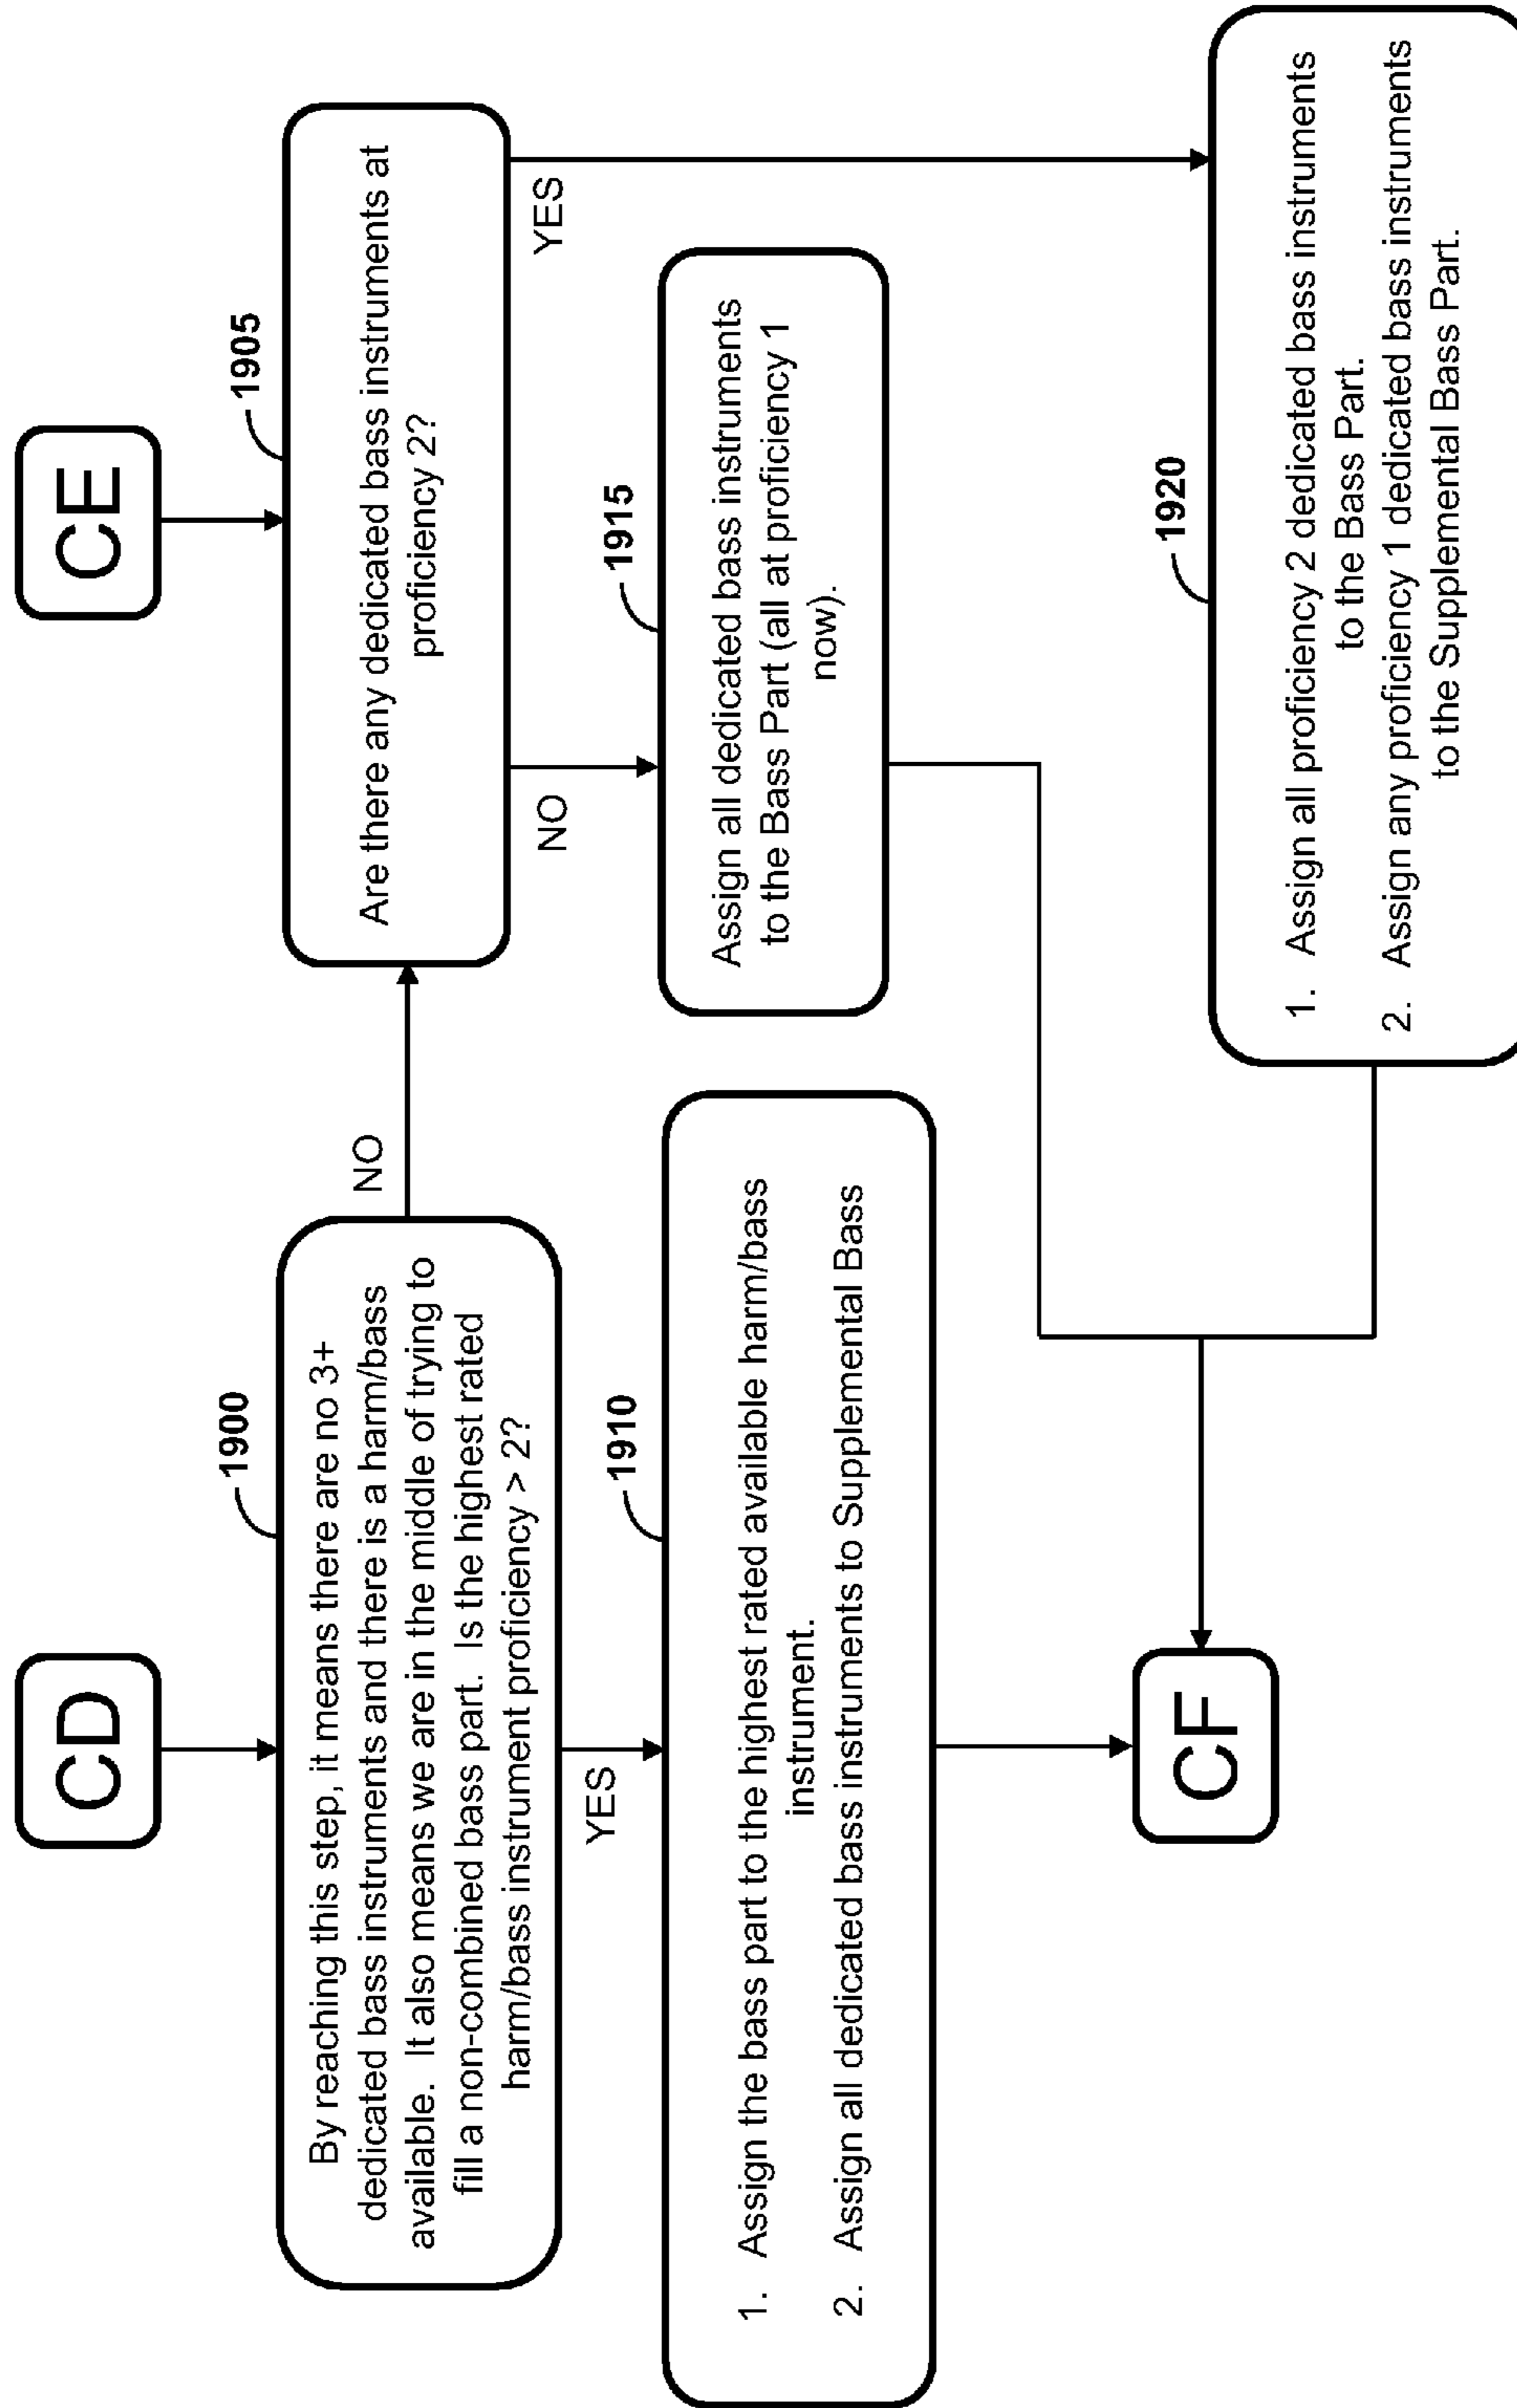 CD
1900
By reaching this step, it means there are no 3+
dedicated bass instruments and there is a harm/bass
available.  It also means we are in the middle of trying to
fill a non-combined bass part.  Is the highest rated
harm/bass instrument proficiency > 2?
NO
YES
CE
1905
Are there any dedicated bass instruments at
proficiency 2?
NO
YES
1910
1. Assign the bass part to the highest rated available harm/bass
instrument.
2. Assign all dedicated bass instruments to Supplemental Bass
1915
Assign all dedicated bass instruments
to the Bass Part (all at proficiency 1
now).
1920
1. Assign all proficiency 2 dedicated bass instruments
to the Bass Part.
2. Assign any proficiency 1 dedicated bass instruments
to the Supplemental Bass Part.
CF